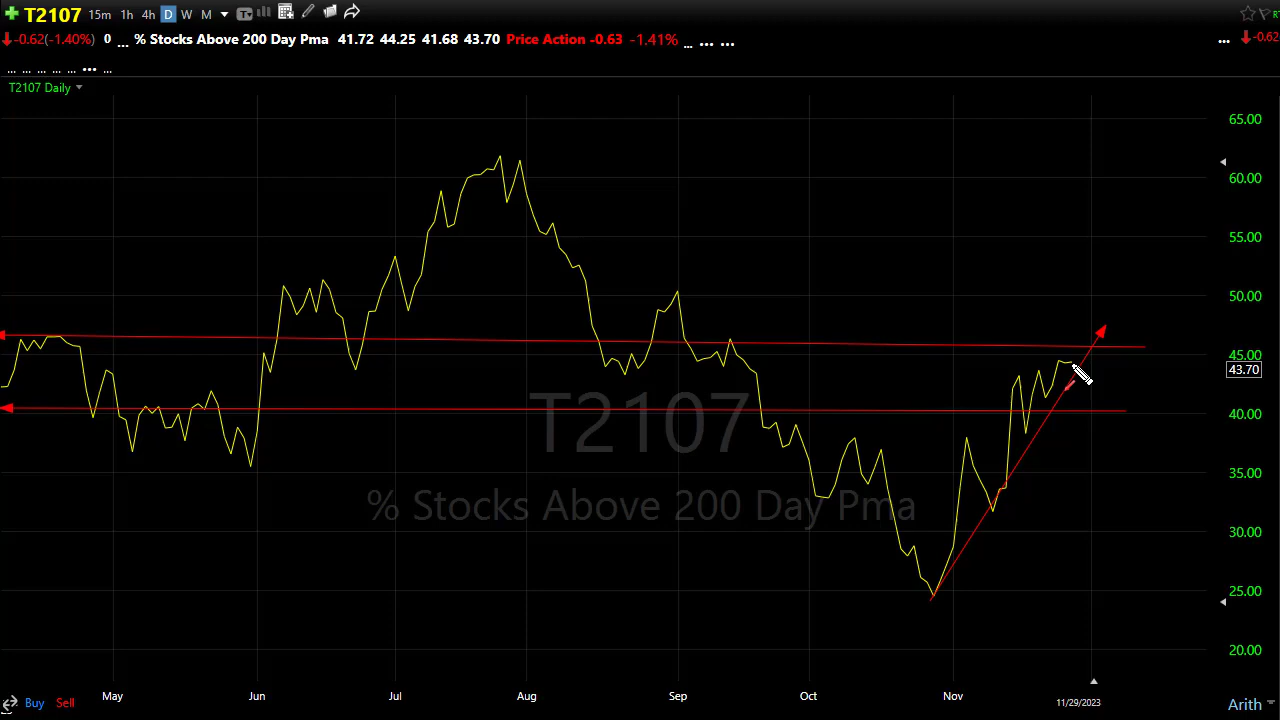 T2107 15m 1h 4h D W M
-0.62(-1.40%) 0 ... % Stocks Above 200 Day Pma 41.72 44.25 41.68 43.70 Price Action -0.63 -1.41% ... ... ... ... -0.62
... ... ... ... ... ... ...
T2107 Daily
65.00
60.00
55.00
50.00
45.00
43.70
40.00
35.00
30.00
25.00
20.00
T2107
% Stocks Above 200 Day Pma
May Jun Jul Aug Sep Oct Nov
Buy Sell 11/29/2023 Arith